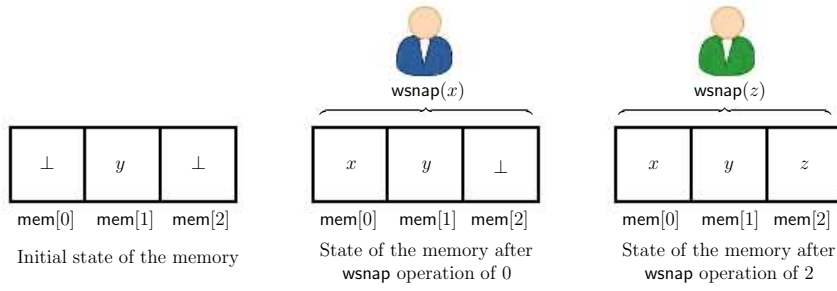 wsnap(x) wsnap(z)
⊥ y ⊥ x y ⊥ x y z
mem[0] mem[1] mem[2] mem[0] mem[1] mem[2] mem[0] mem[1] mem[2]
Initial state of the memory
State of the memory after
wsnap operation of 0
State of the memory after
wsnap operation of 2